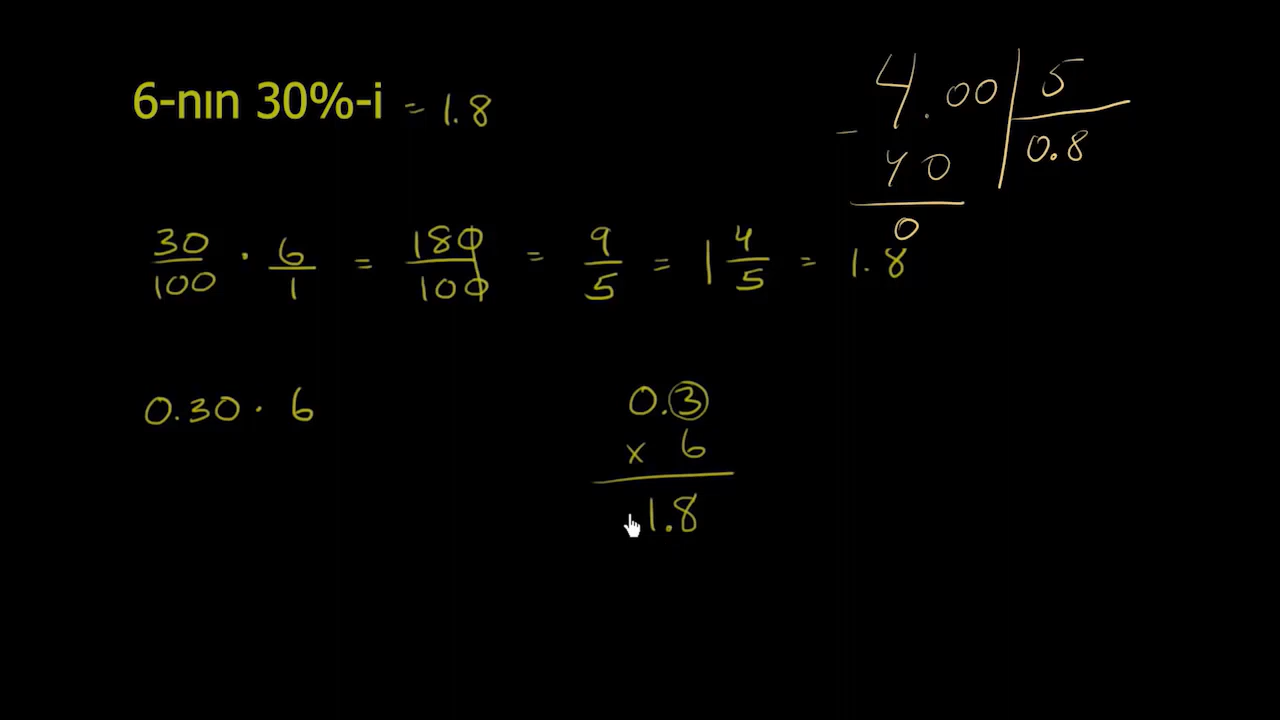 6-nın 30%-i = 1.8
4.00 | 5
- 40 | 0.8
0
30/100 · 6/1 = 180/100 = 9/5 = 1 4/5 = 1.8
0.30 · 6
0.3
x 6
1.8